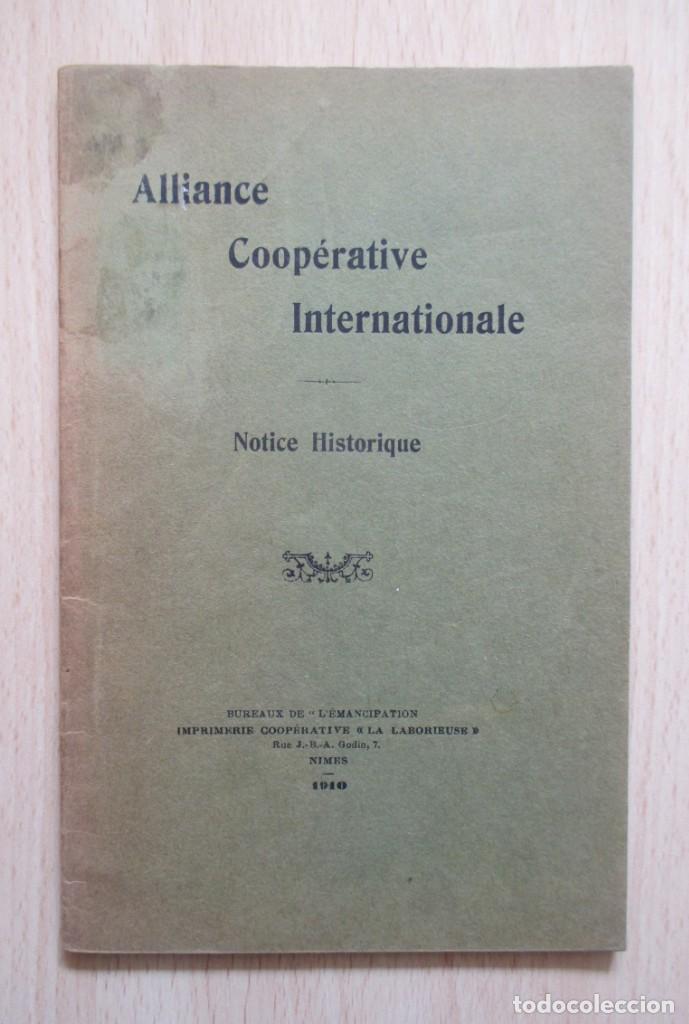 Alliance
Coopérative
Internationale
Notice Historique
BUREAUX DE " L'ÉMANCIPATION
IMPRIMERIE COOPÉRATIVE « LA LABORIEUSE »
Rue J.-B.-A. Godin, 7.
NIMES
1910
todocoleccion